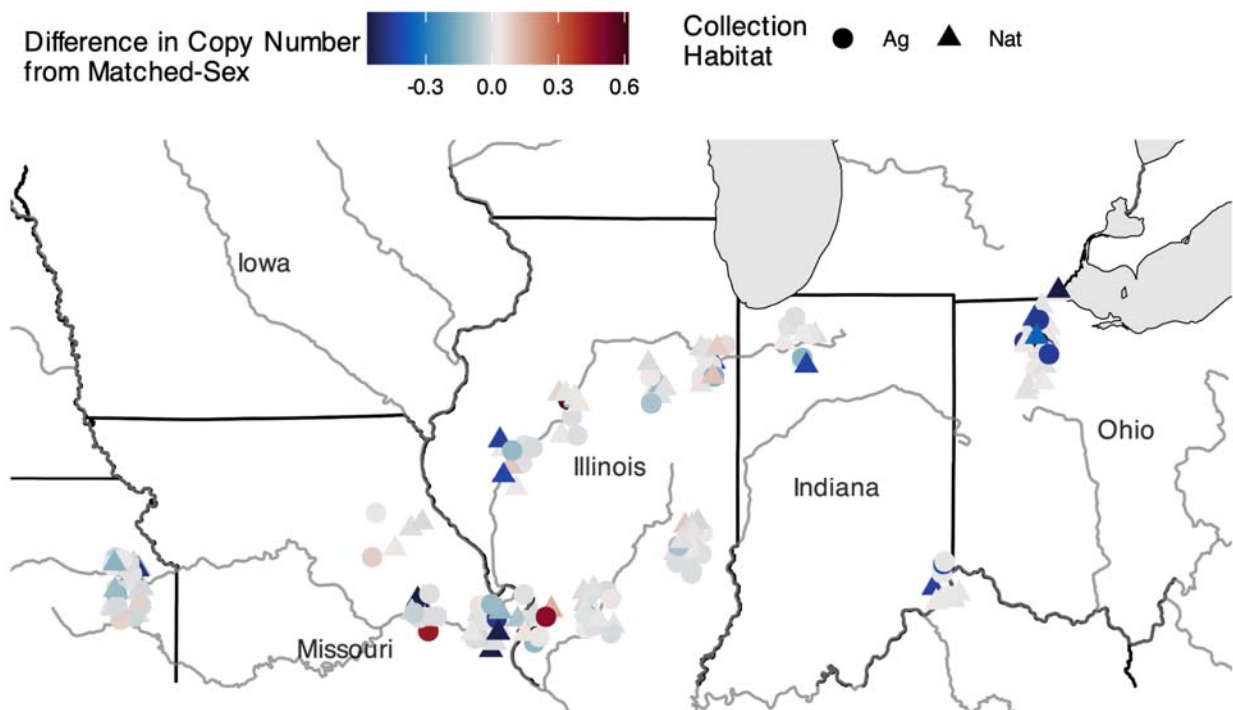 Difference in Copy Number
from Matched-Sex
-0.3 0.0 0.3 0.6
Collection
Habitat
Ag
Nat
Iowa
Illinois
Indiana
Ohio
Missouri